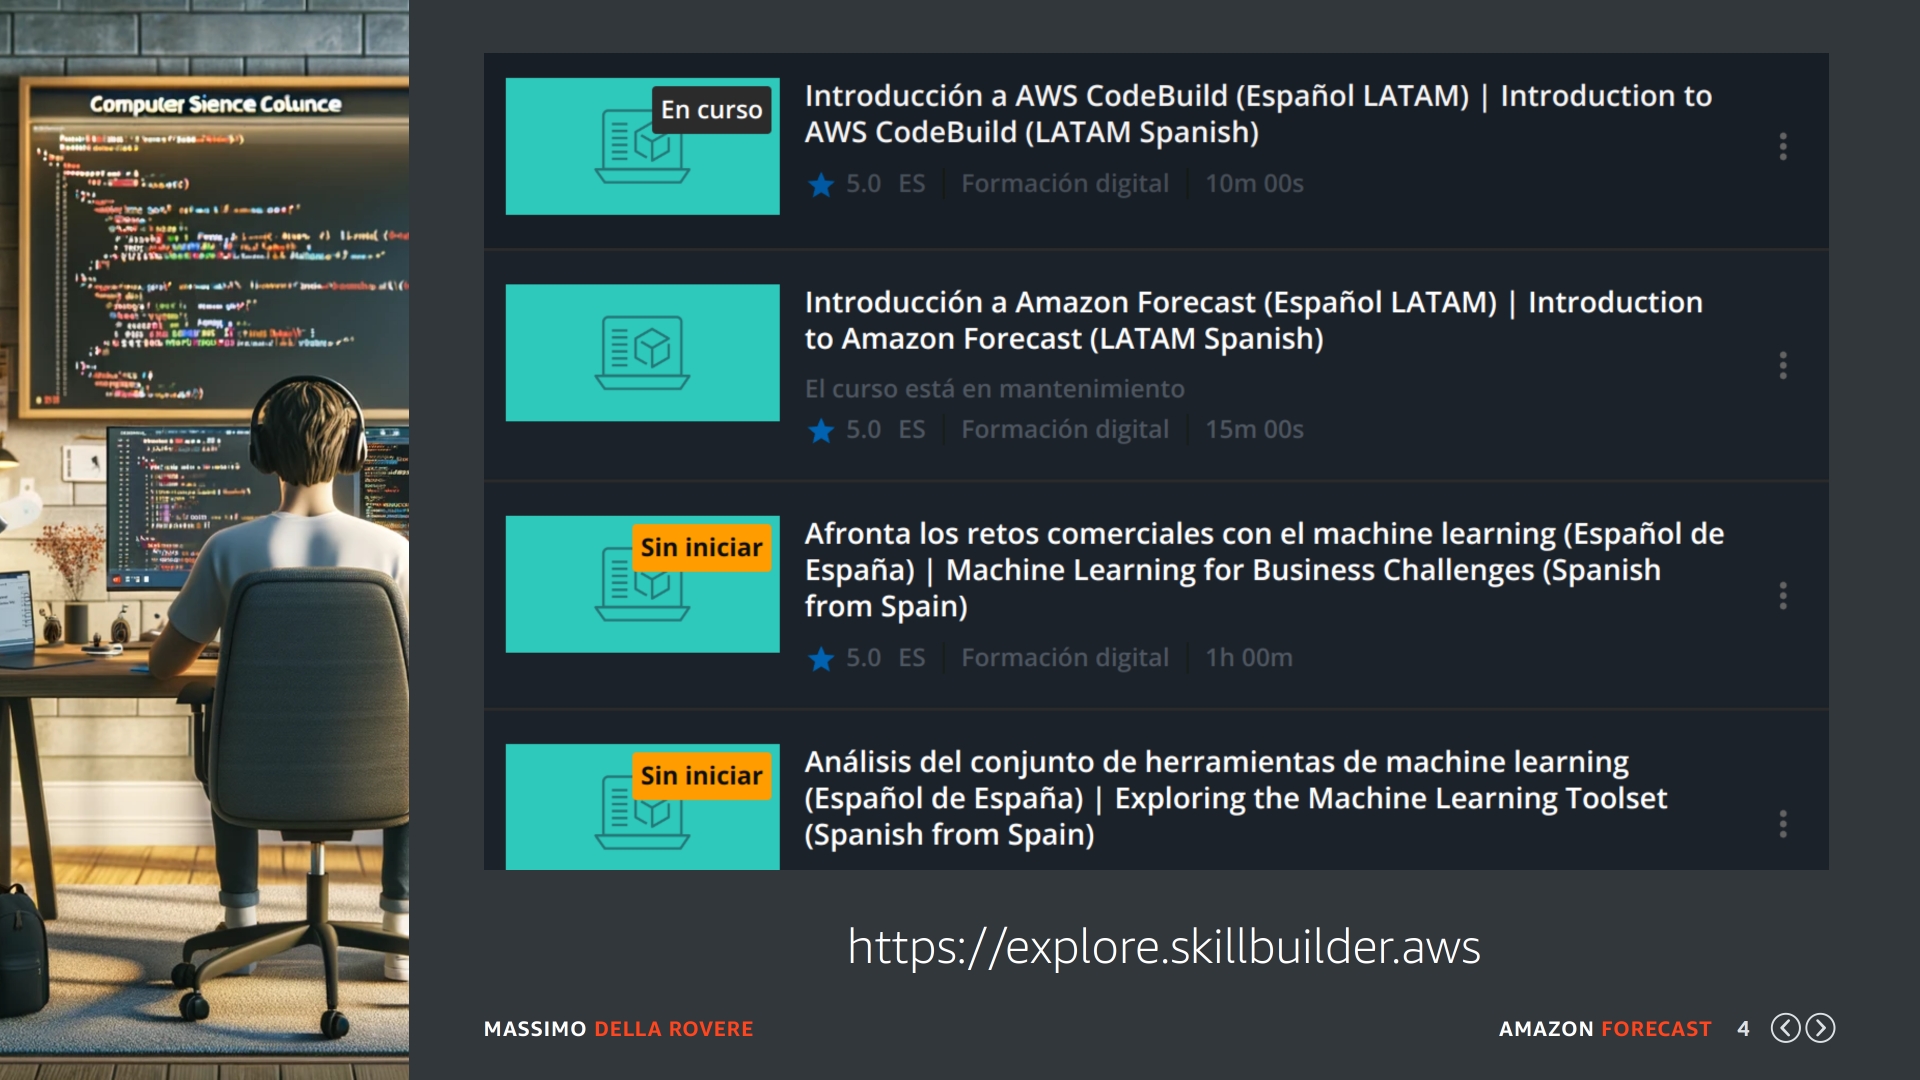 Computer Sience Colunce
En curso
Introducción a AWS CodeBuild (Español LATAM) | Introduction to
AWS CodeBuild (LATAM Spanish)
5.0 ES Formación digital 10m 00s
Introducción a Amazon Forecast (Español LATAM) | Introduction
to Amazon Forecast (LATAM Spanish)
El curso está en mantenimiento
5.0 ES Formación digital 15m 00s
Sin iniciar
Afronta los retos comerciales con el machine learning (Español de
España) | Machine Learning for Business Challenges (Spanish
from Spain)
5.0 ES Formación digital 1h 00m
Sin iniciar
Análisis del conjunto de herramientas de machine learning
(Español de España) | Exploring the Machine Learning Toolset
(Spanish from Spain)
https://explore.skillbuilder.aws
MASSIMO DELLA ROVERE
AMAZON FORECAST 4